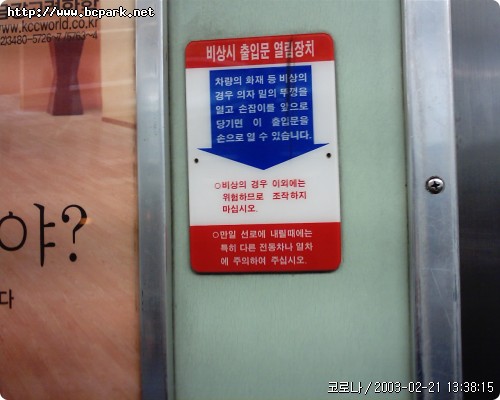 http://www.bcpark.net
www.kccworld.co.kr
비상시 출입문 열림장치
차량의 화재 등 비상의
경우 의자 밑의 뚜껑을
열고 손잡이를 앞으로
당기면 이 출입문을
손으로 열 수 있습니다.
○비상의 경우 이외에는
위험하므로 조작하지
마십시오.
○만일 선로에 내릴때에는
특히 다른 전동차나 열차
에 주의하여 주십시오.
야?
다
코로나 / 2003-02-21 13:38:15